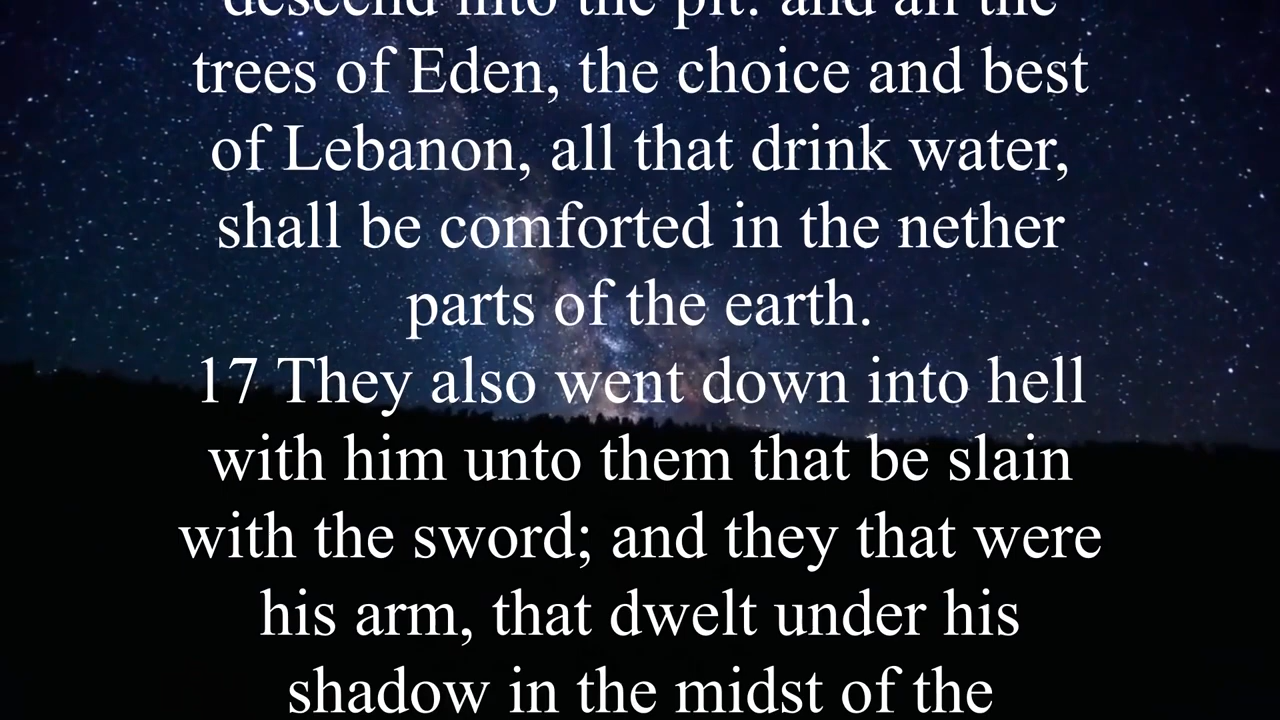 descend into the pit: and all the
trees of Eden, the choice and best
of Lebanon, all that drink water,
shall be comforted in the nether
parts of the earth.
17 They also went down into hell
with him unto them that be slain
with the sword; and they that were
his arm, that dwelt under his
shadow in the midst of the